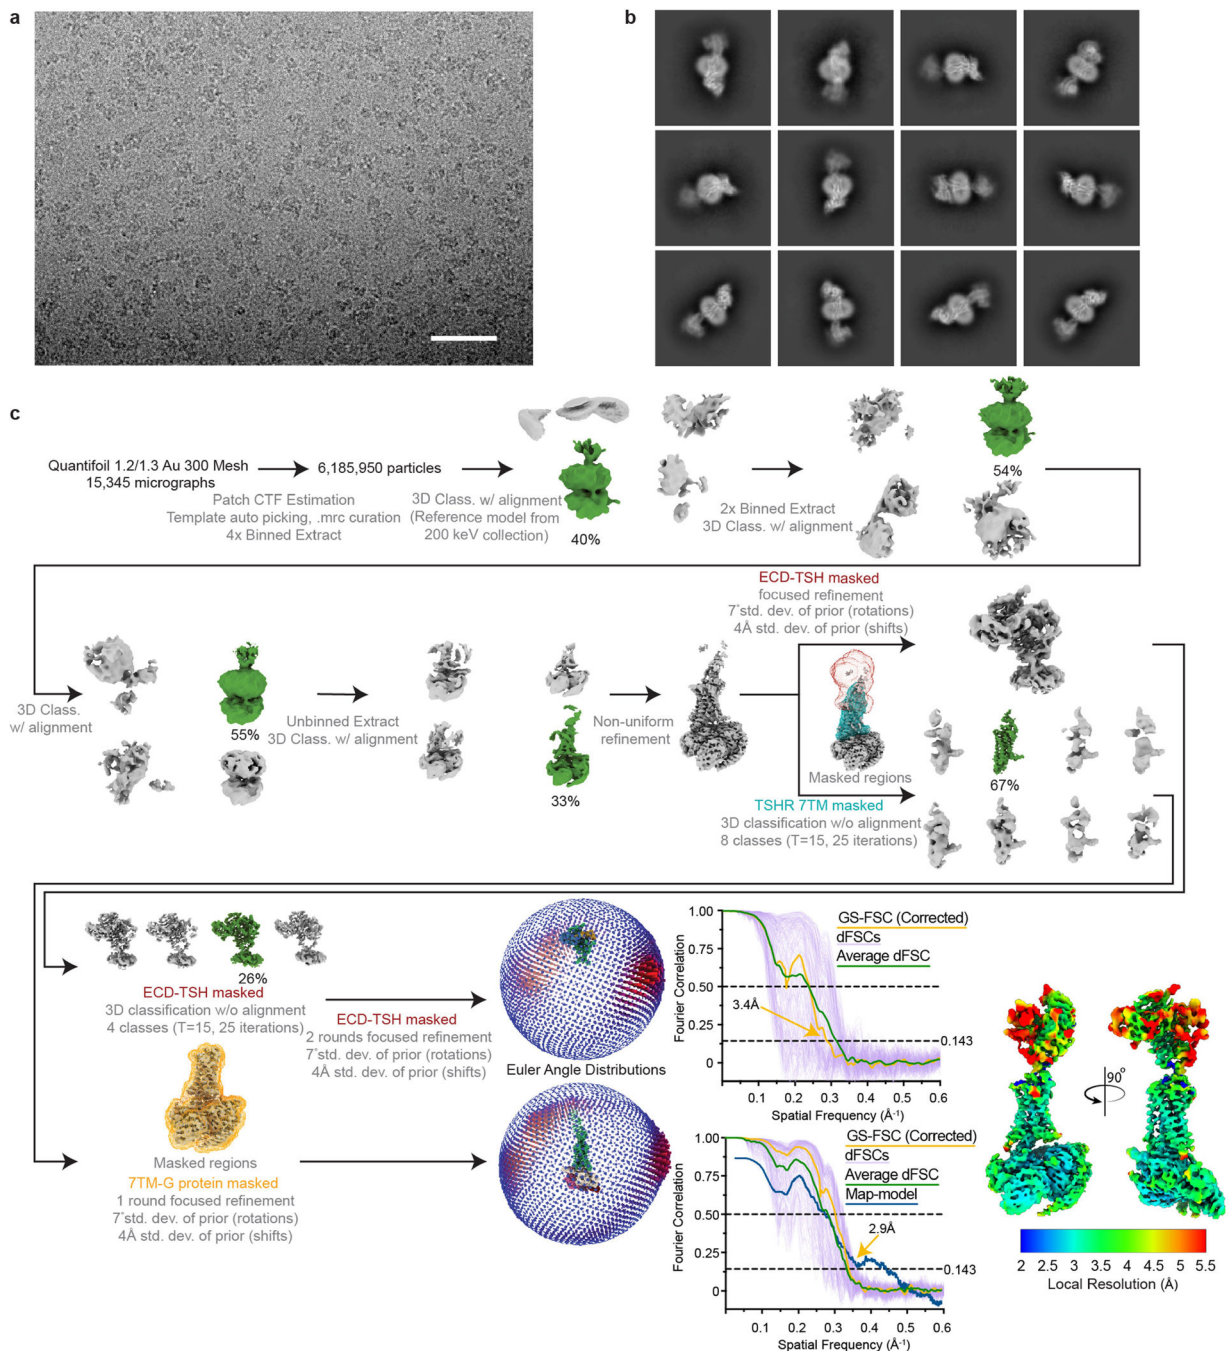 a
b
c
Quantifoil 1.2/1.3 Au 300 Mesh
15,345 micrographs
6,185,950 particles
Patch CTF Estimation
Template auto picking, .mrc curation
4x Binned Extract
3D Class. w/ alignment
(Reference model from
200 keV collection)
40%
2x Binned Extract
3D Class. w/ alignment
54%
3D Class.
w/ alignment
55%
Unbinned Extract
3D Class. w/ alignment
33%
Non-uniform
refinement
ECD-TSH masked
focused refinement
7°std. dev. of prior (rotations)
4Å std. dev. of prior (shifts)
Masked regions
TSHR 7TM masked
3D classification w/o alignment
8 classes (T=15, 25 iterations)
67%
26%
ECD-TSH masked
3D classification w/o alignment
4 classes (T=15, 25 iterations)
ECD-TSH masked
2 rounds focused refinement
7°std. dev. of prior (rotations)
4Å std. dev. of prior (shifts)
Euler Angle Distributions
Masked regions
7TM-G protein masked
1 round focused refinement
7°std. dev. of prior (rotations)
4Å std. dev. of prior (shifts)
Fourier Correlation
1.00
0.75
0.50
0.25
0
GS-FSC (Corrected)
dFSCs
Average dFSC
3.4Å
0.143
0.1 0.2 0.3 0.4 0.5 0.6
Spatial Frequency (Å-1)
Fourier Correlation
1.00
0.75
0.50
0.25
0
GS-FSC (Corrected)
dFSCs
Average dFSC
Map-model
2.9Å
0.143
0.1 0.2 0.3 0.4 0.5 0.6
Spatial Frequency (Å-1)
90°
2 2.5 3 3.5 4 4.5 5 5.5
Local Resolution (Å)